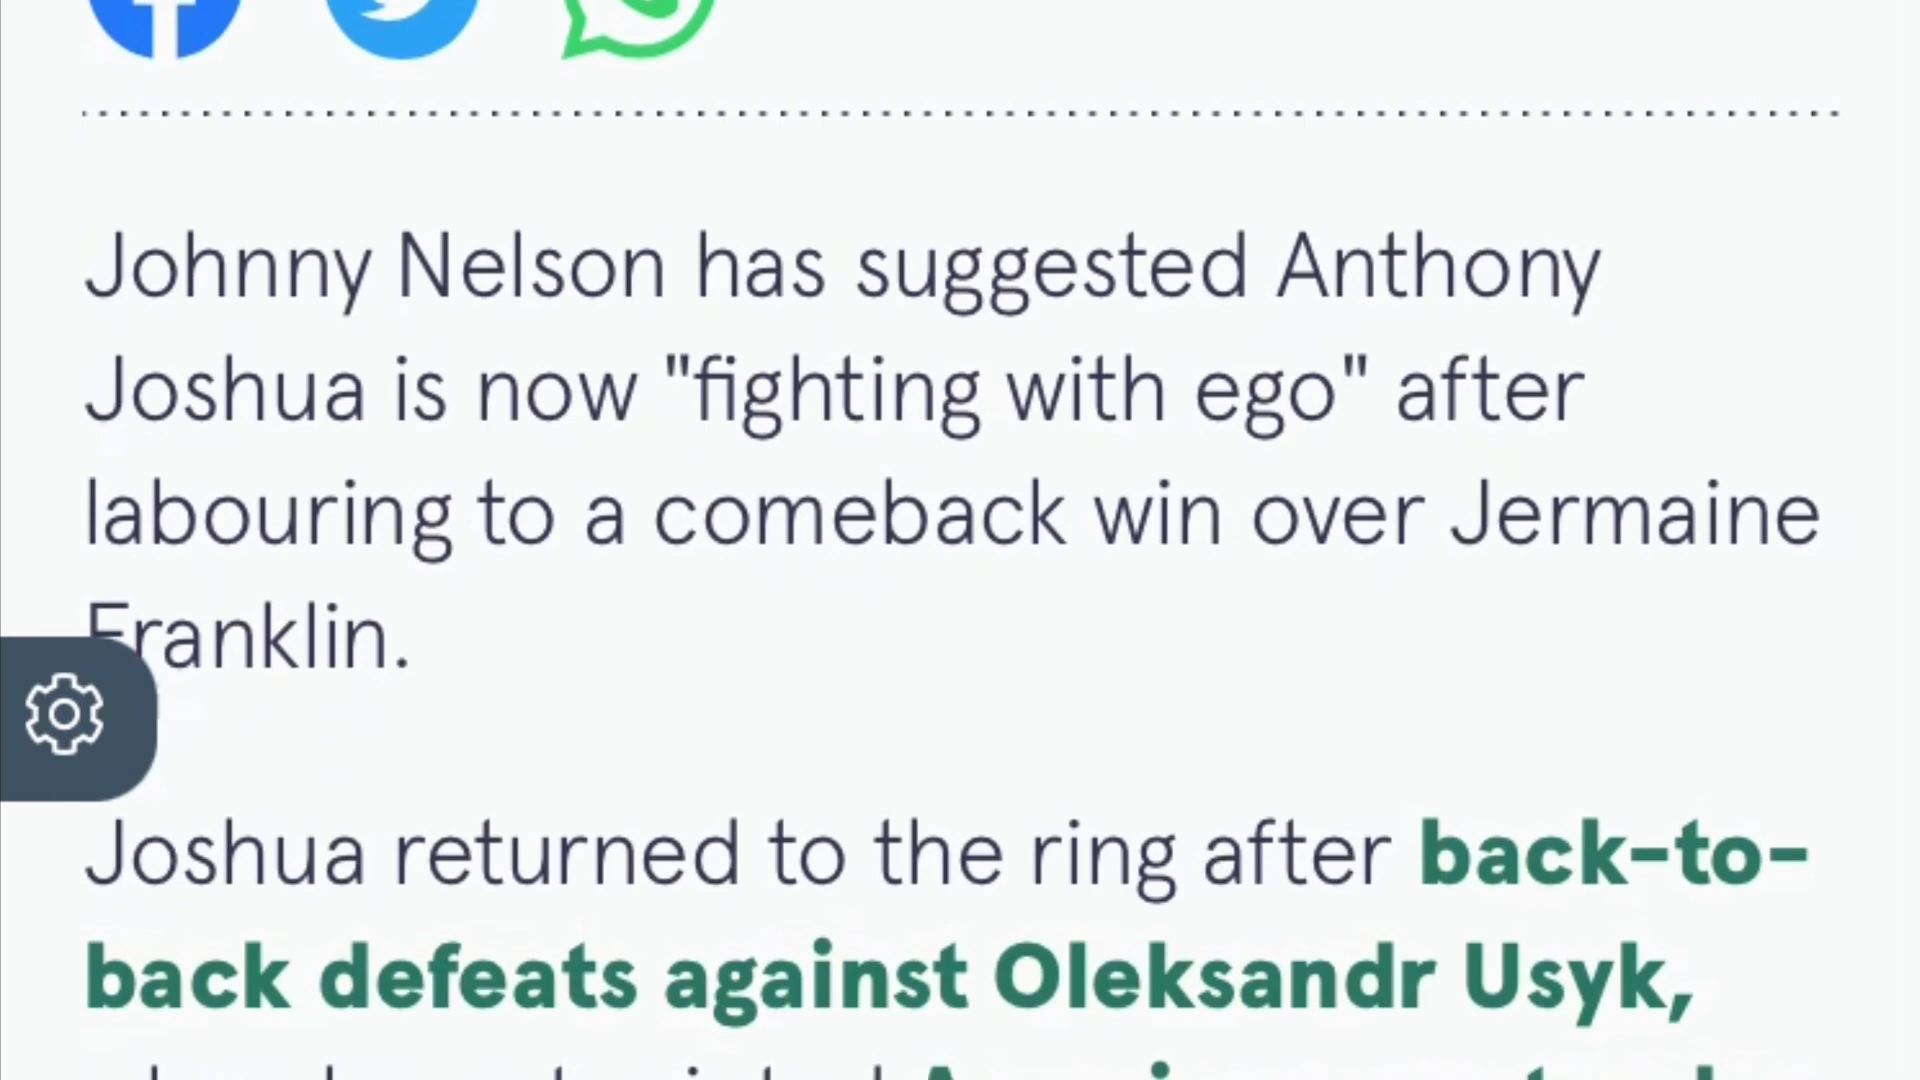 Johnny Nelson has suggested Anthony
Joshua is now "fighting with ego" after
labouring to a comeback win over Jermaine
Franklin.
Joshua returned to the ring after back-to-
back defeats against Oleksandr Usyk,